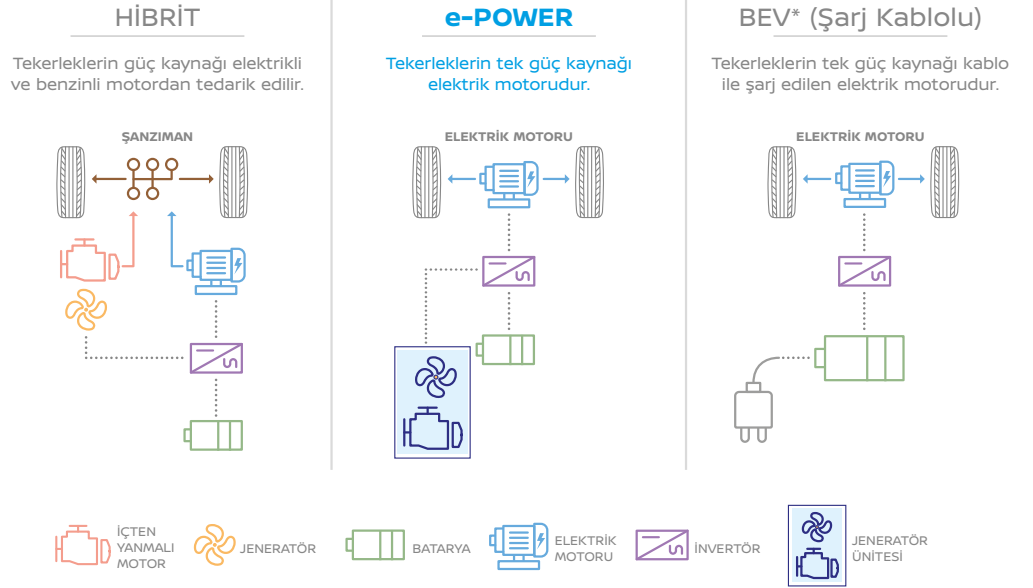 HİBRİT
Tekerleklerin güç kaynağı elektrikli
ve benzinli motordan tedarik edilir.
ŞANZIMAN
e-POWER
Tekerleklerin tek güç kaynağı
elektrik motorudur.
ELEKTRİK MOTORU
BEV* (Şarj Kablolu)
Tekerleklerin tek güç kaynağı kablo
ile şarj edilen elektrik motorudur.
ELEKTRİK MOTORU
İÇTEN
YANMALI
MOTOR
JENERATÖR
BATARYA
ELEKTRİK
MOTORU
İNVERTÖR
JENERATÖR
ÜNİTESİ